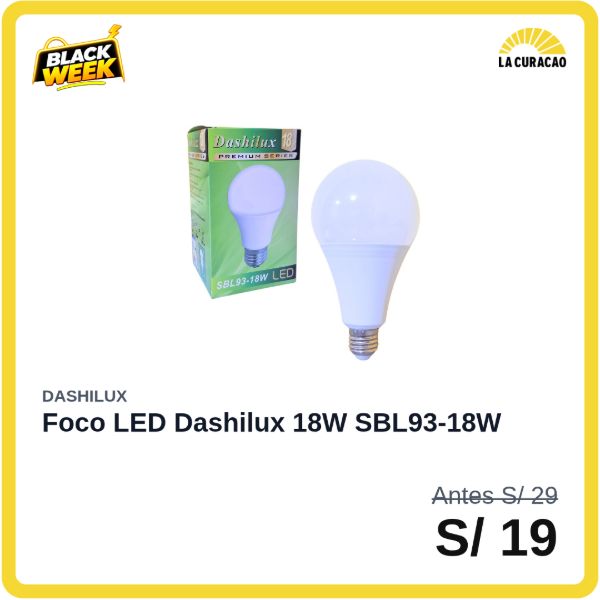 BLACK
WEEK
LA CURACAO
Dashilux 18
PREMIUM SERIES
SBL93-18W LED
DASHILUX
Foco LED Dashilux 18W SBL93-18W
Antes S/ 29
S/ 19